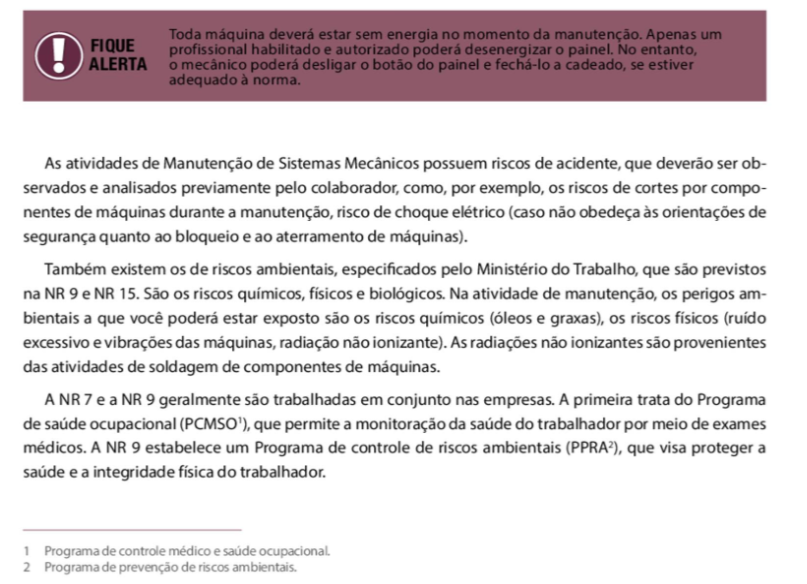 FIQUE
ALERTA
Toda máquina deverá estar sem energia no momento da manutenção. Apenas um
profissional habilitado e autorizado poderá desenergizar o painel. No entanto,
o mecânico poderá desligar o botão do painel e fechá-lo a cadeado, se estiver
adequado à norma.
As atividades de Manutenção de Sistemas Mecânicos possuem riscos de acidente, que deverão ser ob-
servados e analisados previamente pelo colaborador, como, por exemplo, os riscos de cortes por compo-
nentes de máquinas durante a manutenção, risco de choque elétrico (caso não obedeça às orientações de
segurança quanto ao bloqueio e ao aterramento de máquinas).
Também existem os de riscos ambientais, especificados pelo Ministério do Trabalho, que são previstos
na NR 9 e NR 15. São os riscos químicos, físicos e biológicos. Na atividade de manutenção, os perigos am-
bientais a que você poderá estar exposto são os riscos químicos (óleos e graxas), os riscos físicos (ruído
excessivo e vibrações das máquinas, radiação não ionizante). As radiações não ionizantes são provenientes
das atividades de soldagem de componentes de máquinas.
A NR 7 e a NR 9 geralmente são trabalhadas em conjunto nas empresas. A primeira trata do Programa
de saúde ocupacional (PCMSO¹), que permite a monitoração da saúde do trabalhador por meio de exames
médicos. A NR 9 estabelece um Programa de controle de riscos ambientais (PPRA²), que visa proteger a
saúde e a integridade física do trabalhador.
1 Programa de controle médico e saúde ocupacional.
2 Programa de prevenção de riscos ambientais.